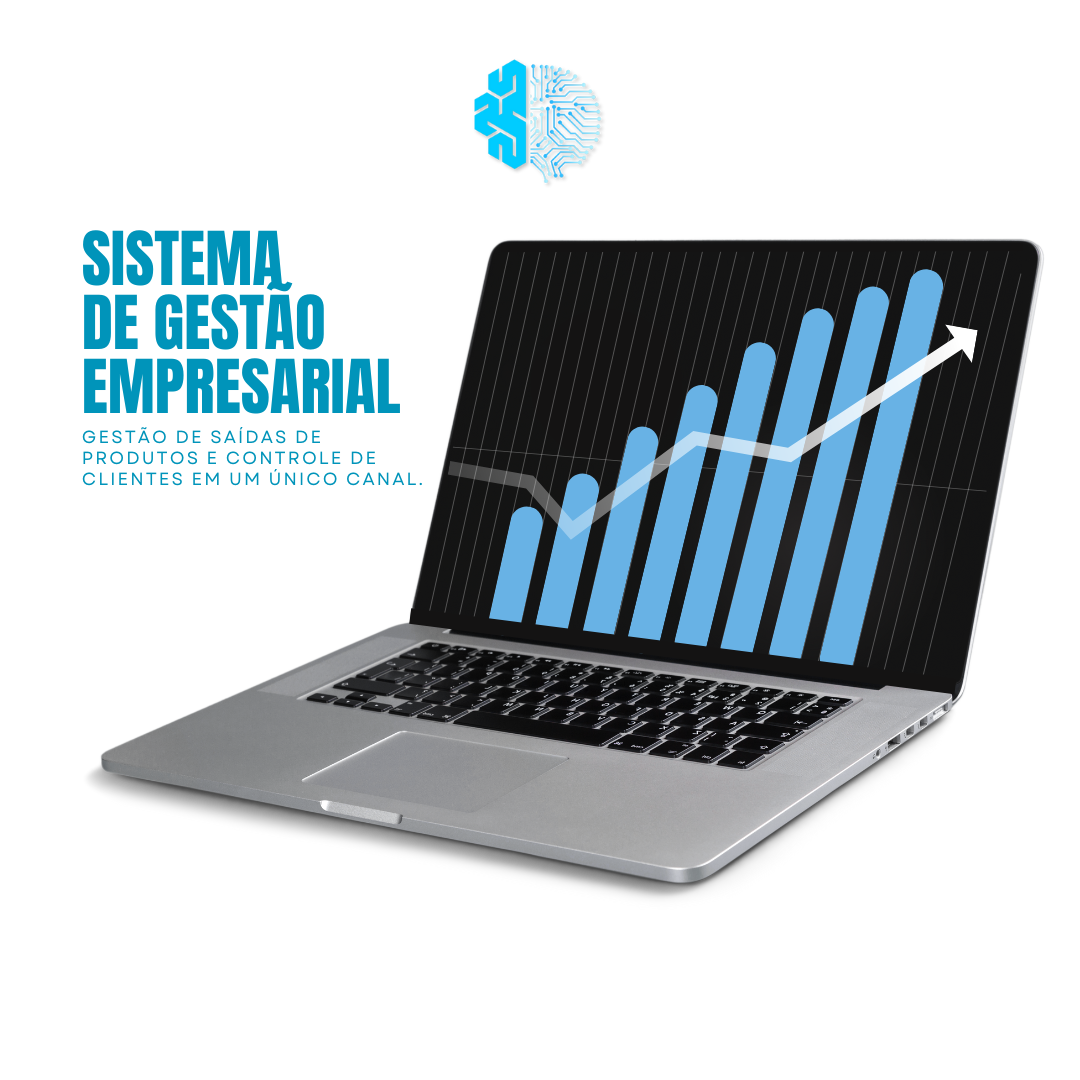 SISTEMA
DE GESTÃO
EMPRESARIAL
GESTÃO DE SAÍDAS DE
PRODUTOS E CONTROLE DE
CLIENTES EM UM ÚNICO CANAL.